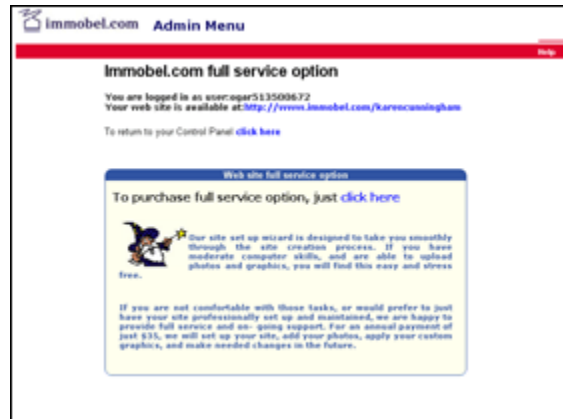 immobel.com Admin Menu
Help
Immobel.com full service option
You are logged in as user:ogar513500672
Your web site is available at:http://www.immobel.com/karencunningham
To return to your Control Panel click here
Web site full service option
To purchase full service option, just click here
Our site set up wizard is designed to take you smoothly
through the site creation process. If you have
moderate computer skills, and are able to upload
photos and graphics, you will find this easy and stress
free.
If you are not comfortable with those tasks, or would prefer to just
have your site professionally set up and maintained, we are happy to
provide full service and on- going support. For an annual payment of
just $35, we will set up your site, add your photos, apply your custom
graphics, and make needed changes in the future.